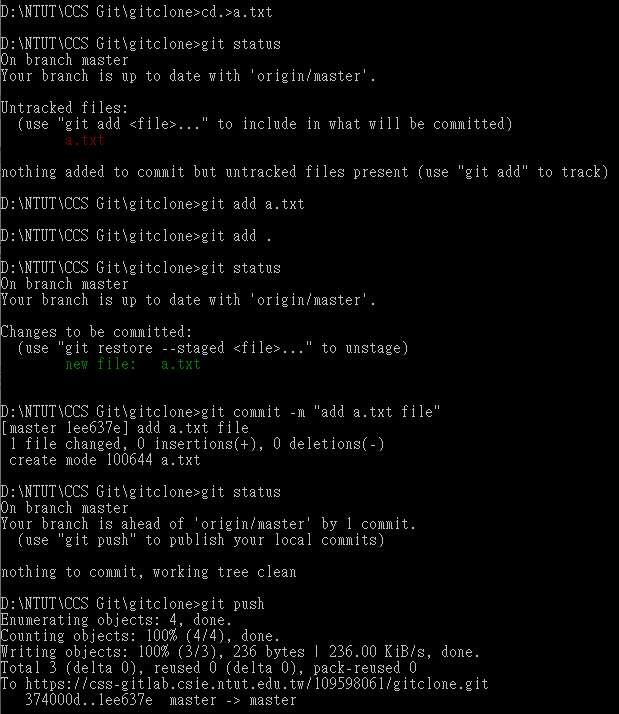 D:\NTUT\CCS Git\gitclone>cd.>a.txt
D:\NTUT\CCS Git\gitclone>git status
On branch master
Your branch is up to date with 'origin/master'.
Untracked files:
  (use "git add <file>..." to include in what will be committed)
        a.txt
nothing added to commit but untracked files present (use "git add" to track)
D:\NTUT\CCS Git\gitclone>git add a.txt
D:\NTUT\CCS Git\gitclone>git add .
D:\NTUT\CCS Git\gitclone>git status
On branch master
Your branch is up to date with 'origin/master'.
Changes to be committed:
  (use "git restore --staged <file>..." to unstage)
        new file:   a.txt
D:\NTUT\CCS Git\gitclone>git commit -m "add a.txt file"
[master 1ee637e] add a.txt file
 1 file changed, 0 insertions(+), 0 deletions(-)
 create mode 100644 a.txt
D:\NTUT\CCS Git\gitclone>git status
On branch master
Your branch is ahead of 'origin/master' by 1 commit.
  (use "git push" to publish your local commits)
nothing to commit, working tree clean
D:\NTUT\CCS Git\gitclone>git push
Enumerating objects: 4, done.
Counting objects: 100% (4/4), done.
Writing objects: 100% (3/3), 236 bytes | 236.00 KiB/s, done.
Total 3 (delta 0), reused 0 (delta 0), pack-reused 0
To https://css-gitlab.csie.ntut.edu.tw/109598061/gitclone.git
   374000d..1ee637e  master -> master